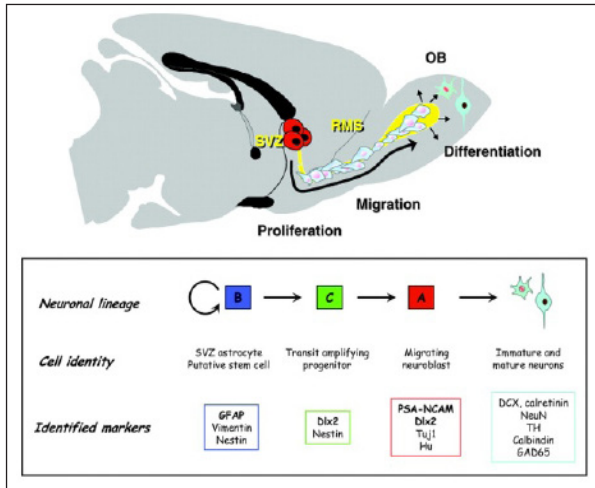 OB
SVZ
RMS
Differentiation
Migration
Proliferation
Neuronal lineage
B
C
A
Cell identity
SVZ astrocyte
Putative stem cell
Transit amplifying
progenitor
Migrating
neuroblast
Immature and
mature neurons
Identified markers
GFAP
Vimentin
Nestin
Dlx2
Nestin
PSA-NCAM
Dlx2
Tuj1
Hu
DCX, calretinin
NeuN
TH
Calbindin
GAD65